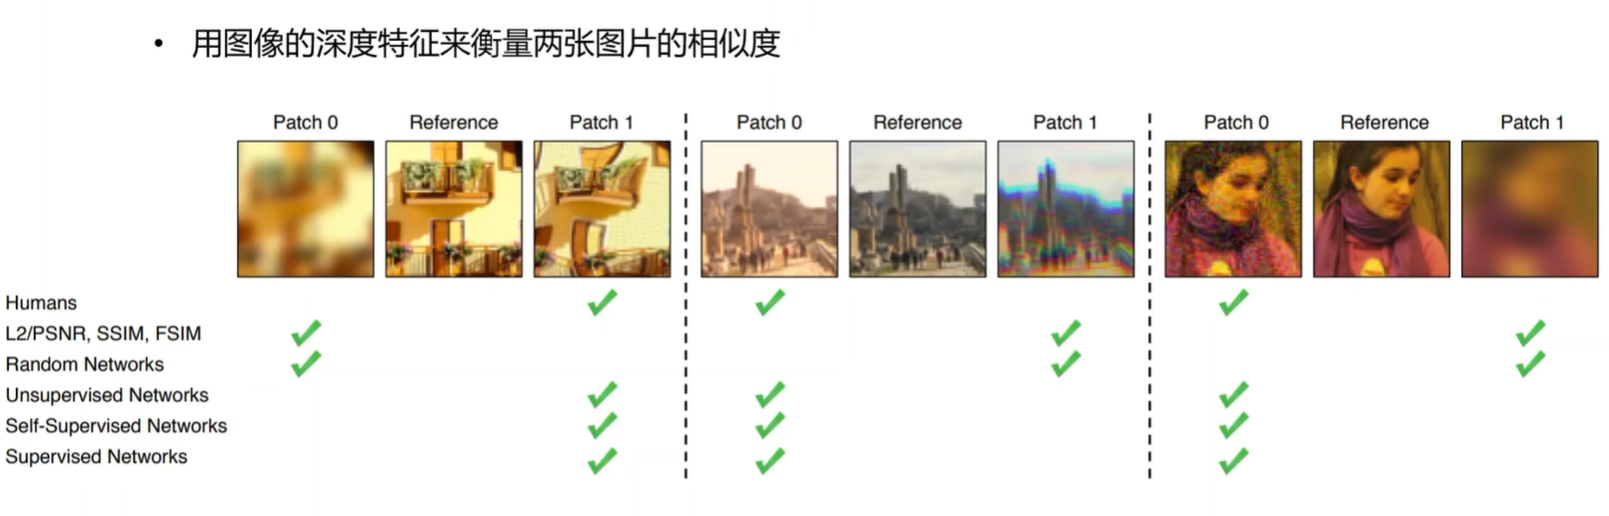 • 用图像的深度特征来衡量两张图片的相似度
Patch 0 Reference Patch 1 Patch 0 Reference Patch 1 Patch 0 Reference Patch 1
Humans
L2/PSNR, SSIM, FSIM
Random Networks
Unsupervised Networks
Self-Supervised Networks
Supervised Networks